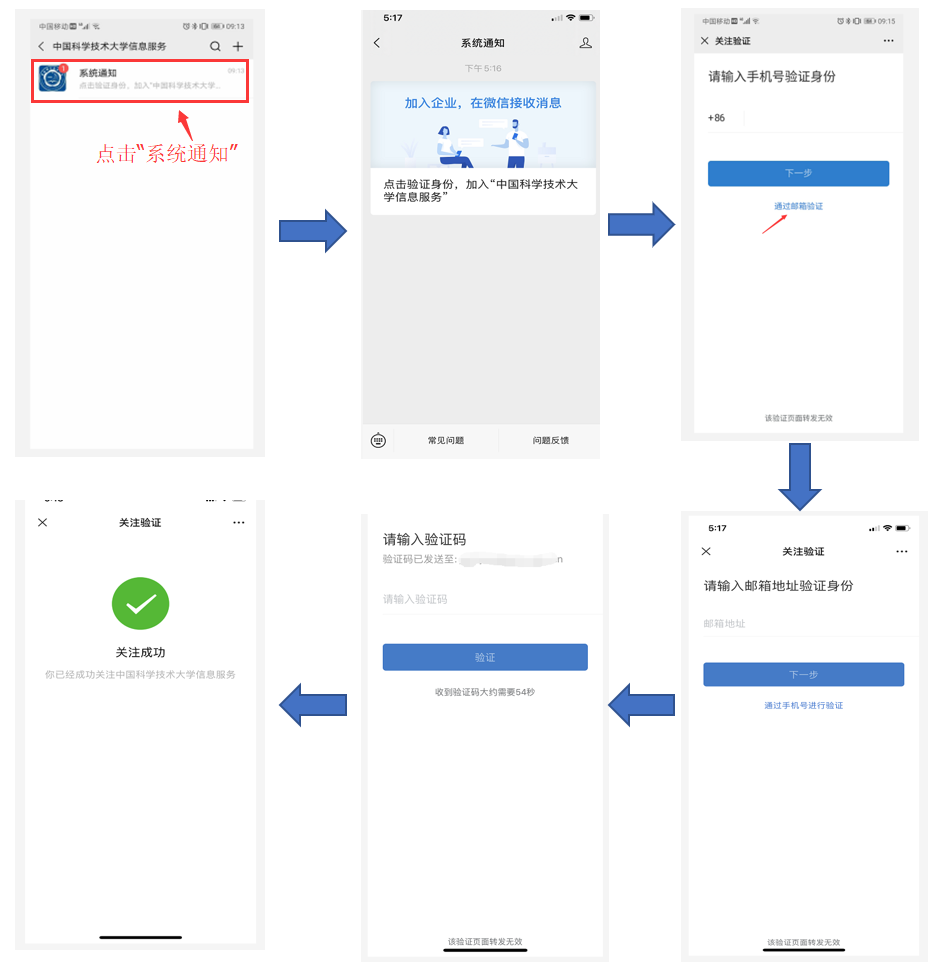 中国移动 09:13
中国科学技术大学信息服务
1
系统通知 09:13
点击验证身份，加入“中国科学技术大学...
点击“系统通知”
5:17
系统通知
下午 5:16
加入企业，在微信接收消息
点击验证身份，加入“中国科学技术大
学信息服务”
常见问题 问题反馈
中国移动 09:15
关注验证
请输入手机号验证身份
+86
下一步
通过邮箱验证
该验证页面转发无效
5:17
关注验证
请输入邮箱地址验证身份
邮箱地址
下一步
通过手机号进行验证
该验证页面转发无效
请输入验证码
验证码已发送至: n
请输入验证码
验证
收到验证码大约需要54秒
该验证页面转发无效
关注验证
关注成功
你已经成功关注中国科学技术大学信息服务